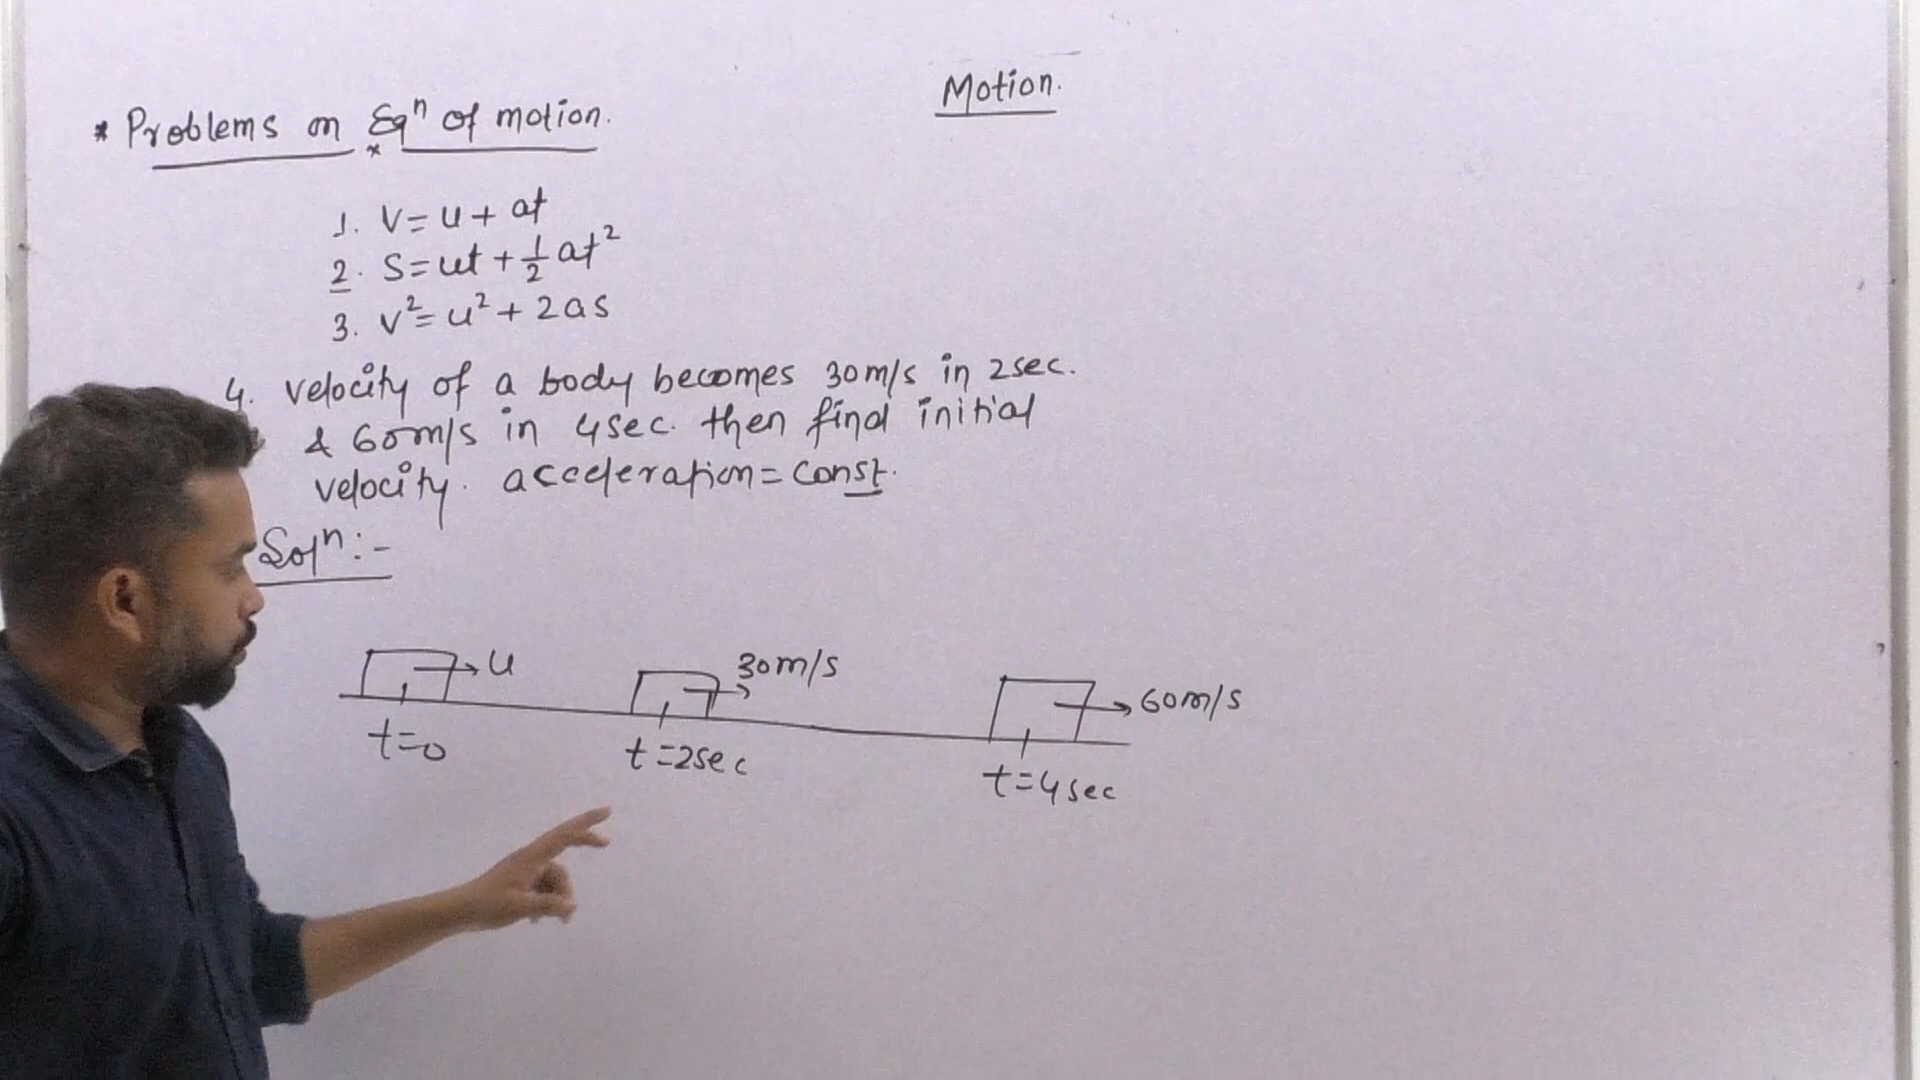 Motion.
* Problems on Eqⁿ of motion.
1. V = u + at
2. S = ut + 1/2 at²
3. v² = u² + 2as
4. velocity of a body becomes 30m/s in 2sec.
& 60m/s in 4sec. then find initial
velocity. acceleration = const.
Solⁿ :-
u
30m/s
60m/s
t=0
t=2sec
t=4sec